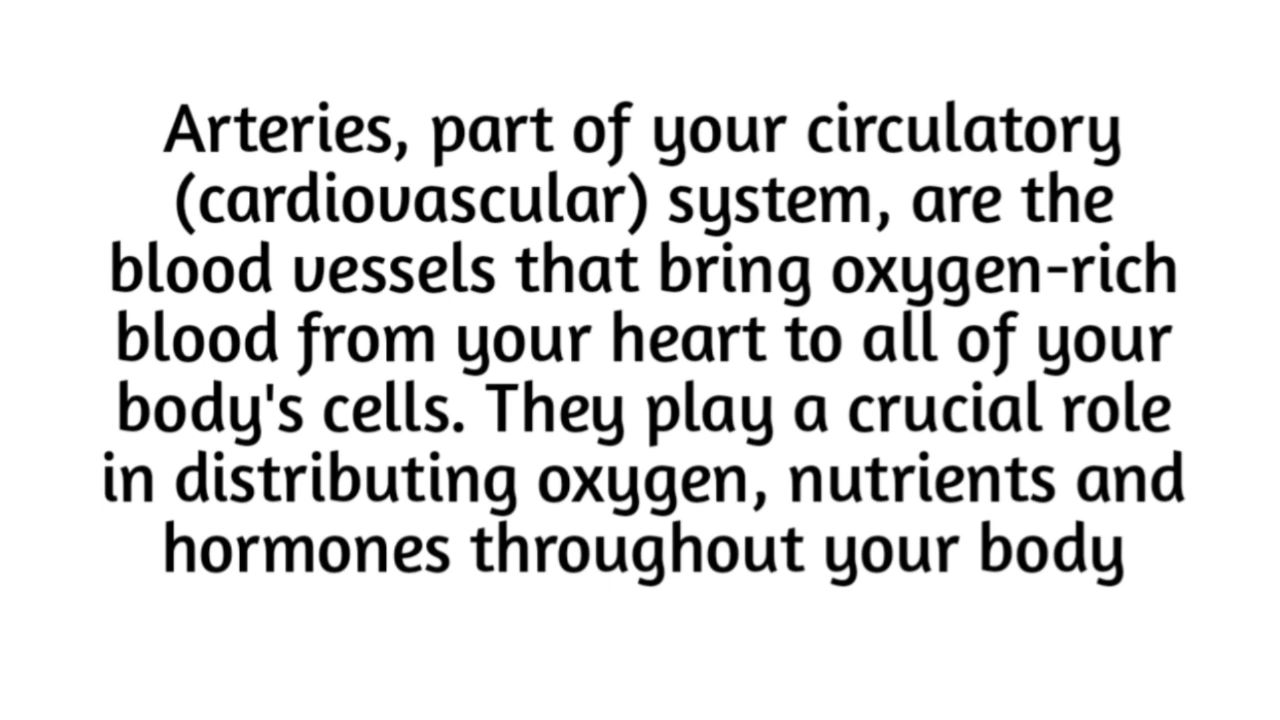 Arteries, part of your circulatory
(cardiovascular) system, are the
blood vessels that bring oxygen-rich
blood from your heart to all of your
body's cells. They play a crucial role
in distributing oxygen, nutrients and
hormones throughout your body